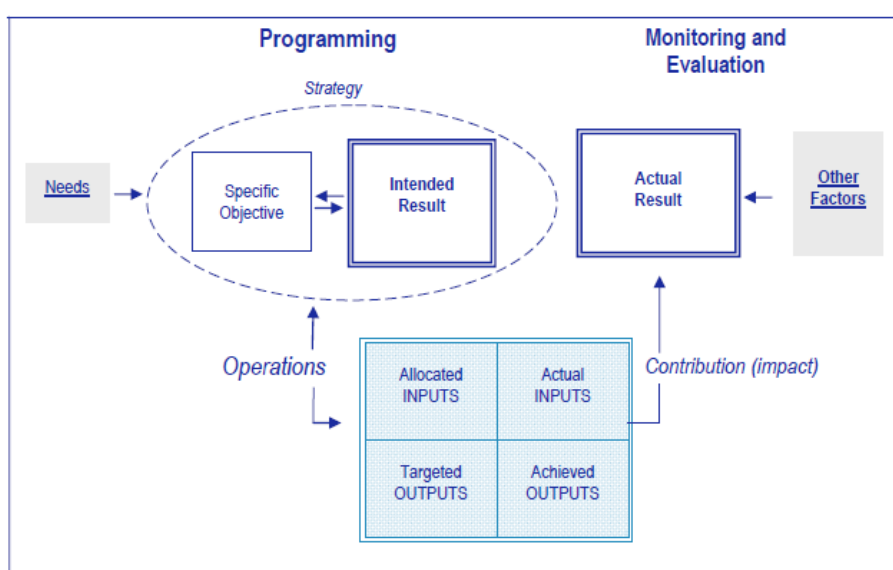 Programming
Monitoring and
Evaluation
Strategy
Needs
Specific
Objective
Intended
Result
Actual
Result
Other
Factors
Operations
Allocated
INPUTS
Actual
INPUTS
Contribution (impact)
Targeted
OUTPUTS
Achieved
OUTPUTS